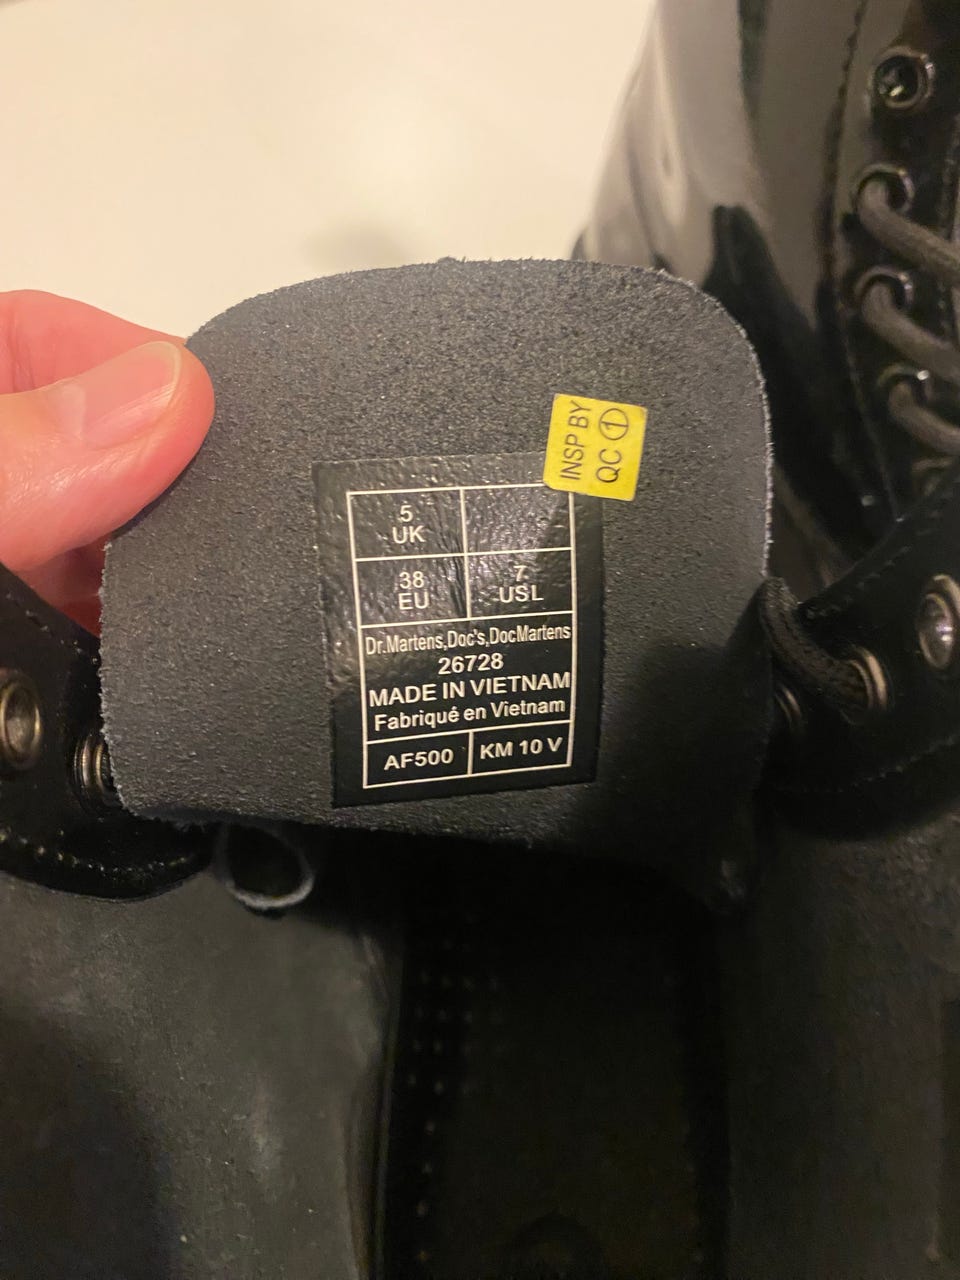 INSP BY
QC 1
5
UK
38
EU
7
USL
Dr.Martens,Doc's,DocMartens
26728
MADE IN VIETNAM
Fabriqué en Vietnam
AF500
KM 10 V